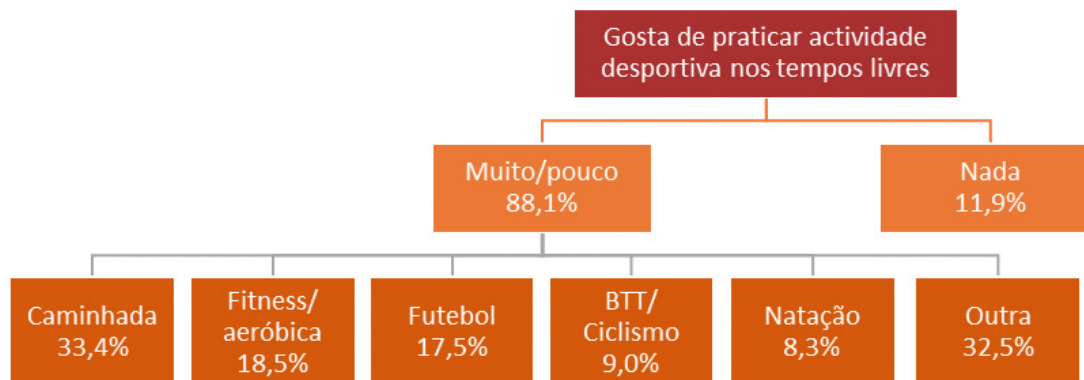 Gosta de praticar actividade
desportiva nos tempos livres
Muito/pouco
88,1%
Nada
11,9%
Caminhada
33,4%
Fitness/
aeróbica
18,5%
Futebol
17,5%
BTT/
Ciclismo
9,0%
Natação
8,3%
Outra
32,5%